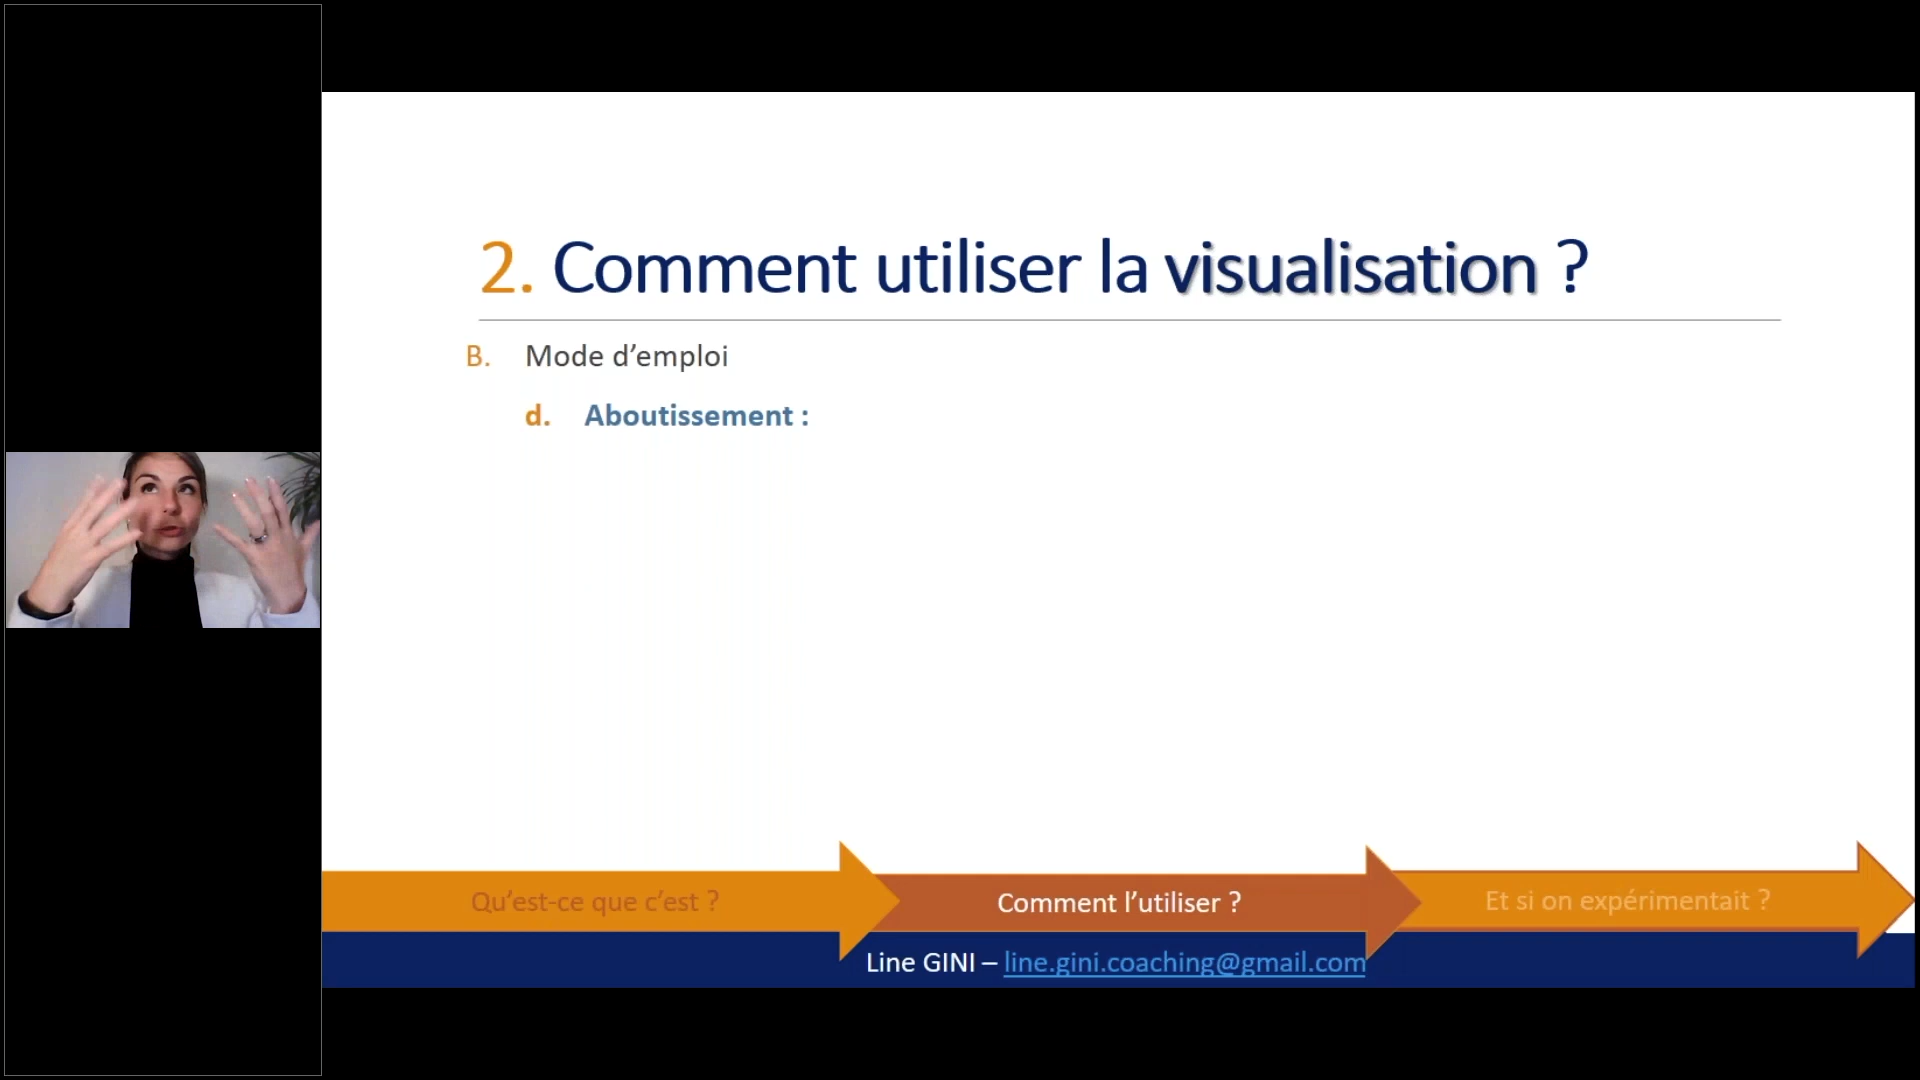 2. Comment utiliser la visualisation ?
B. Mode d’emploi
d. Aboutissement :
Qu’est-ce que c’est ?
Comment l’utiliser ?
Et si on expérimentait ?
Line GINI – line.gini.coaching@gmail.com